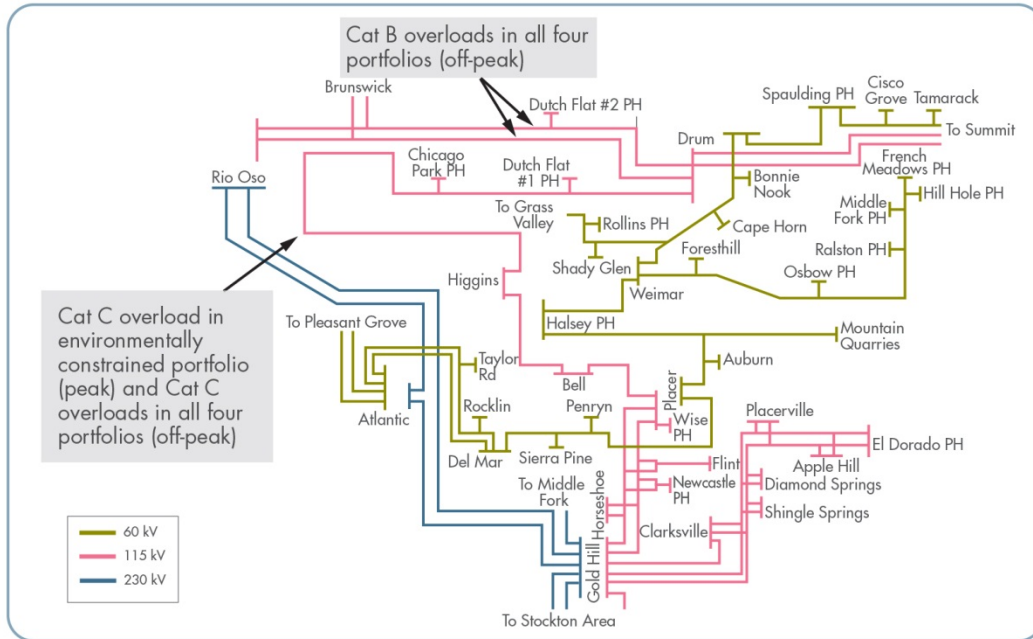 Cat B overloads in all four
portfolios (off-peak)
Brunswick
Dutch Flat #2 PH
Spaulding PH
Cisco
Grove
Tamarack
To Summit
Drum
French
Meadows PH
Rio Oso
Chicago
Park PH
Dutch Flat
#1 PH
Bonnie
Nook
Hill Hole PH
To Grass
Valley
Rollins PH
Cape Horn
Middle
Fork PH
Shady Glen
Foresthill
Ralston PH
Higgins
Weimar
Osbow PH
Cat C overload in
environmentally
constrained portfolio
(peak) and Cat C
overloads in all four
portfolios (off-peak)
To Pleasant Grove
Halsey PH
Mountain
Quarries
Taylor
Rd
Bell
Auburn
Atlantic
Rocklin
Penryn
Placer
Wise
PH
Placerville
El Dorado PH
Del Mar
Sierra Pine
Flint
Apple Hill
To Middle
Fork
Horseshoe
Newcastle
PH
Diamond Springs
Shingle Springs
Clarksville
Gold Hill
60 kV
115 kV
230 kV
To Stockton Area